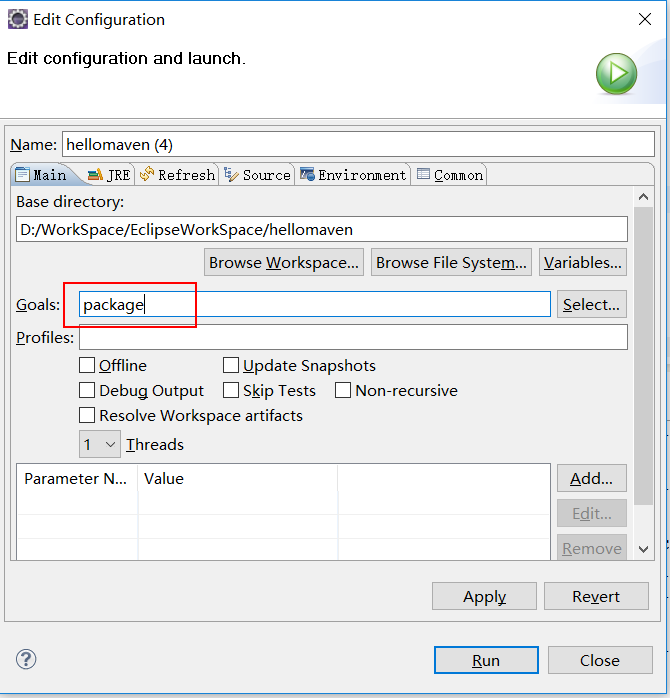 Edit Configuration
Edit configuration and launch.
Name: hellomaven (4)
Main JRE Refresh Source Environment Common
Base directory:
D:/WorkSpace/EclipseWorkSpace/hellomaven
Browse Workspace... Browse File System... Variables...
Goals: package Select...
Profiles:
Offline Update Snapshots
Debug Output Skip Tests Non-recursive
Resolve Workspace artifacts
1 Threads
Parameter N... Value Add...
Edit...
Remove
Apply Revert
? Run Close